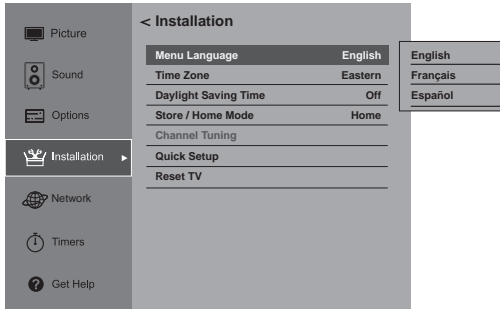 Picture
Sound
Options
Installation
Network
Timers
Get Help
< Installation
Menu Language English
Time Zone Eastern
Daylight Saving Time Off
Store / Home Mode Home
Channel Tuning
Quick Setup
Reset TV
English
Français
Español